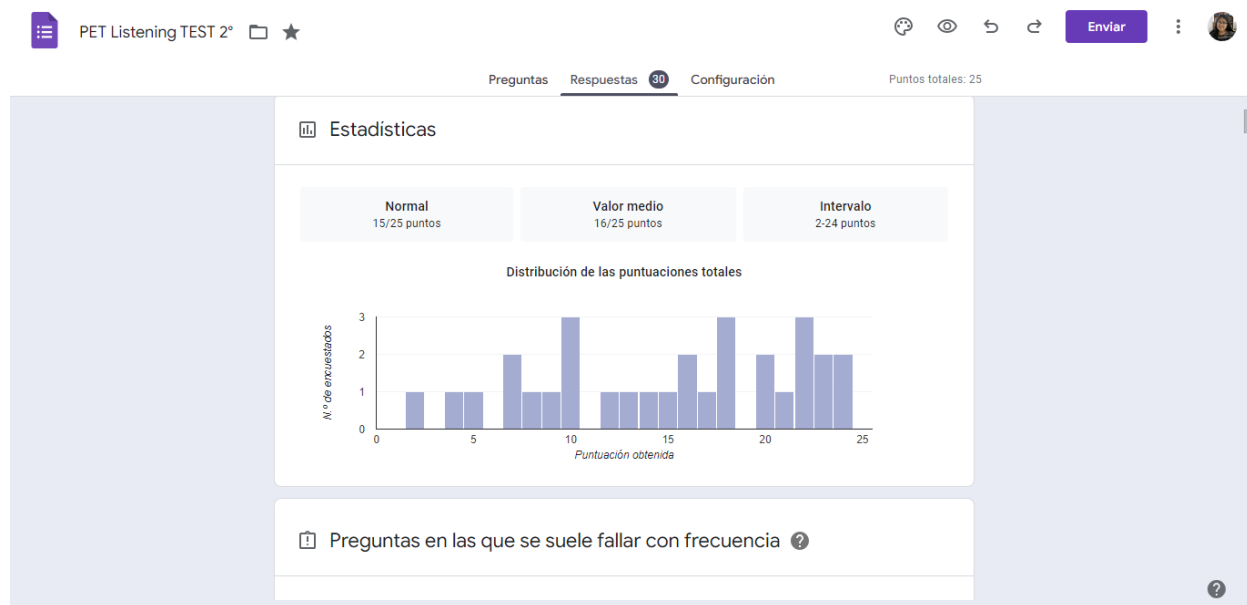 PET Listening TEST 2°
Enviar
Preguntas Respuestas 30 Configuración Puntos totales: 25
Estadísticas
Normal Valor medio Intervalo
15/25 puntos 16/25 puntos 2-24 puntos
Distribución de las puntuaciones totales
N.º de encuestados
3
2
1
0
0 5 10 15 20 25
Puntuación obtenida
Preguntas en las que se suele fallar con frecuencia ?
?